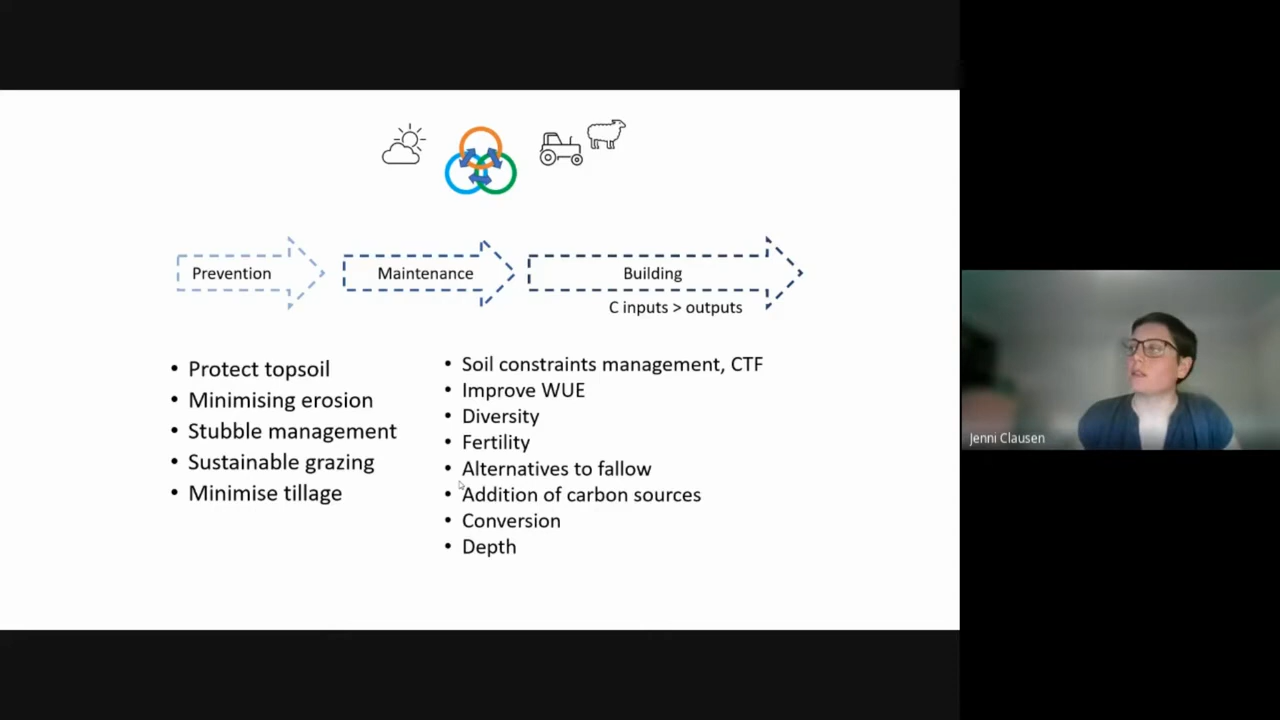 Prevention
Maintenance
Building
C inputs > outputs
• Protect topsoil
• Minimising erosion
• Stubble management
• Sustainable grazing
• Minimise tillage
• Soil constraints management, CTF
• Improve WUE
• Diversity
• Fertility
• Alternatives to fallow
• Addition of carbon sources
• Conversion
• Depth
Jenni Clausen